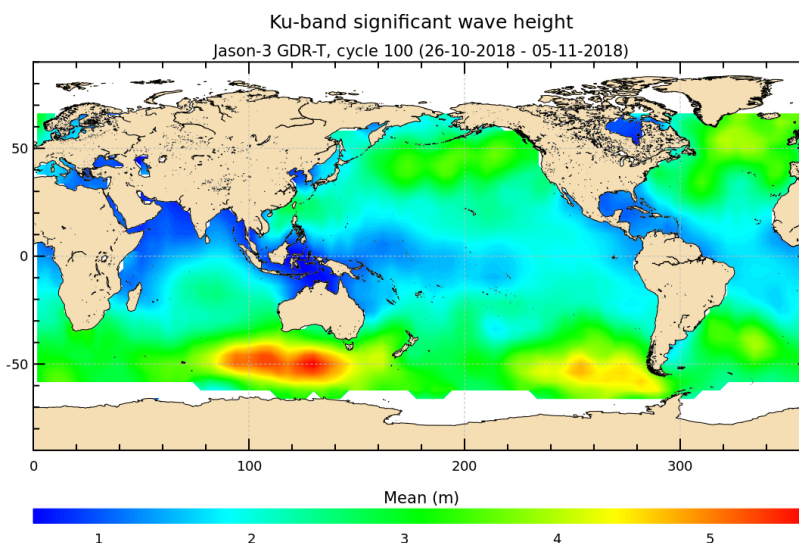 Ku-band significant wave height
Jason-3 GDR-T, cycle 100 (26-10-2018 - 05-11-2018)
50
0
-50
0 100 200 300
Mean (m)
1 2 3 4 5